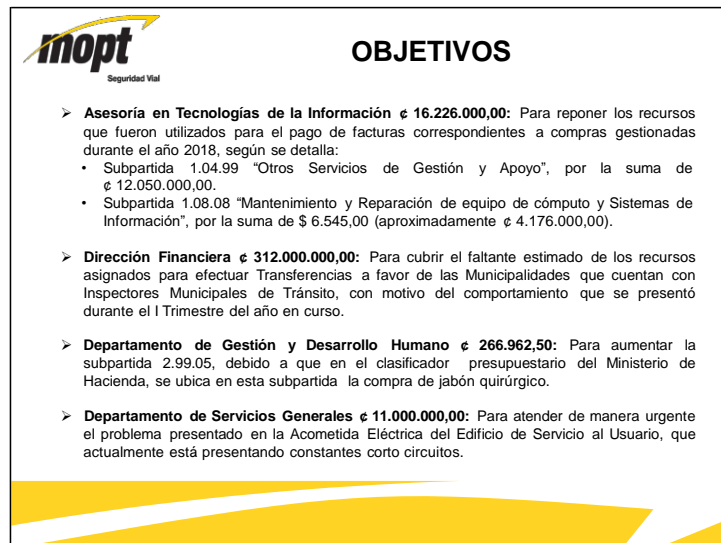 mopt
Seguridad Vial
OBJETIVOS
➢ Asesoría en Tecnologías de la Información ¢ 16.226.000,00: Para reponer los recursos
que fueron utilizados para el pago de facturas correspondientes a compras gestionadas
durante el año 2018, según se detalla:
• Subpartida 1.04.99 “Otros Servicios de Gestión y Apoyo”, por la suma de
¢ 12.050.000,00.
• Subpartida 1.08.08 “Mantenimiento y Reparación de equipo de cómputo y Sistemas de
Información”, por la suma de $ 6.545,00 (aproximadamente ¢ 4.176.000,00).
➢ Dirección Financiera ¢ 312.000.000,00: Para cubrir el faltante estimado de los recursos
asignados para efectuar Transferencias a favor de las Municipalidades que cuentan con
Inspectores Municipales de Tránsito, con motivo del comportamiento que se presentó
durante el I Trimestre del año en curso.
➢ Departamento de Gestión y Desarrollo Humano ¢ 266.962,50: Para aumentar la
subpartida 2.99.05, debido a que en el clasificador presupuestario del Ministerio de
Hacienda, se ubica en esta subpartida la compra de jabón quirúrgico.
➢ Departamento de Servicios Generales ¢ 11.000.000,00: Para atender de manera urgente
el problema presentado en la Acometida Eléctrica del Edificio de Servicio al Usuario, que
actualmente está presentando constantes corto circuitos.